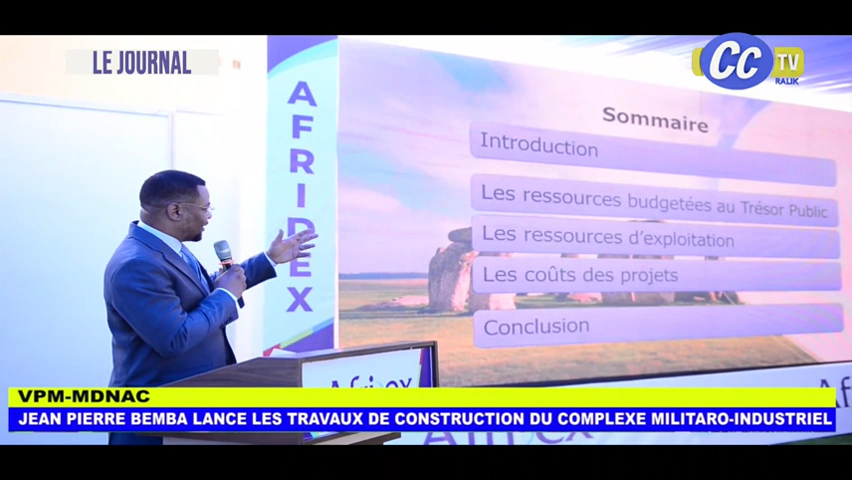 LE JOURNAL
CC TV
RALIK
AFRIDEX
Sommaire
Introduction
Les ressources budgetées au Trésor Public
Les ressources d'exploitation
Les coûts des projets
Conclusion
VPM-MDNAC
JEAN PIERRE BEMBA LANCE LES TRAVAUX DE CONSTRUCTION DU COMPLEXE MILITARO-INDUSTRIEL